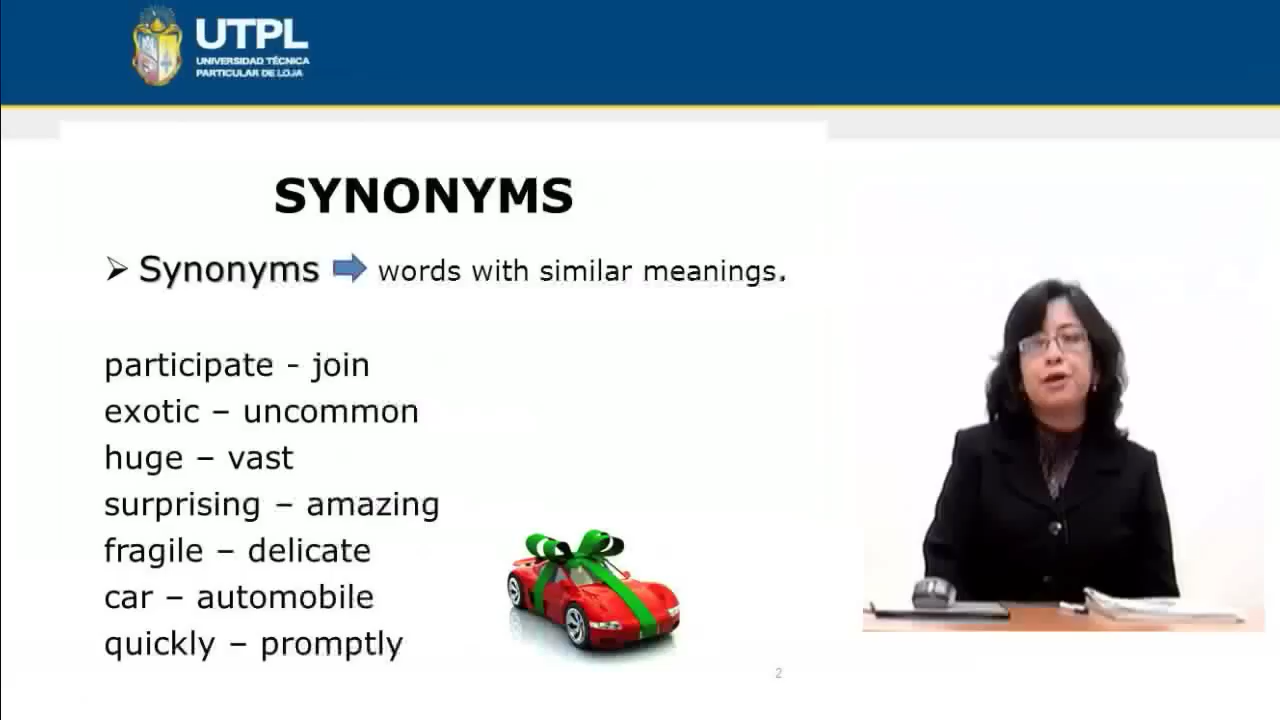 UTPL
UNIVERSIDAD TÉCNICA
PARTICULAR DE LOJA
SYNONYMS
➢ Synonyms ➡ words with similar meanings.
participate - join
exotic – uncommon
huge – vast
surprising – amazing
fragile – delicate
car – automobile
quickly – promptly
2